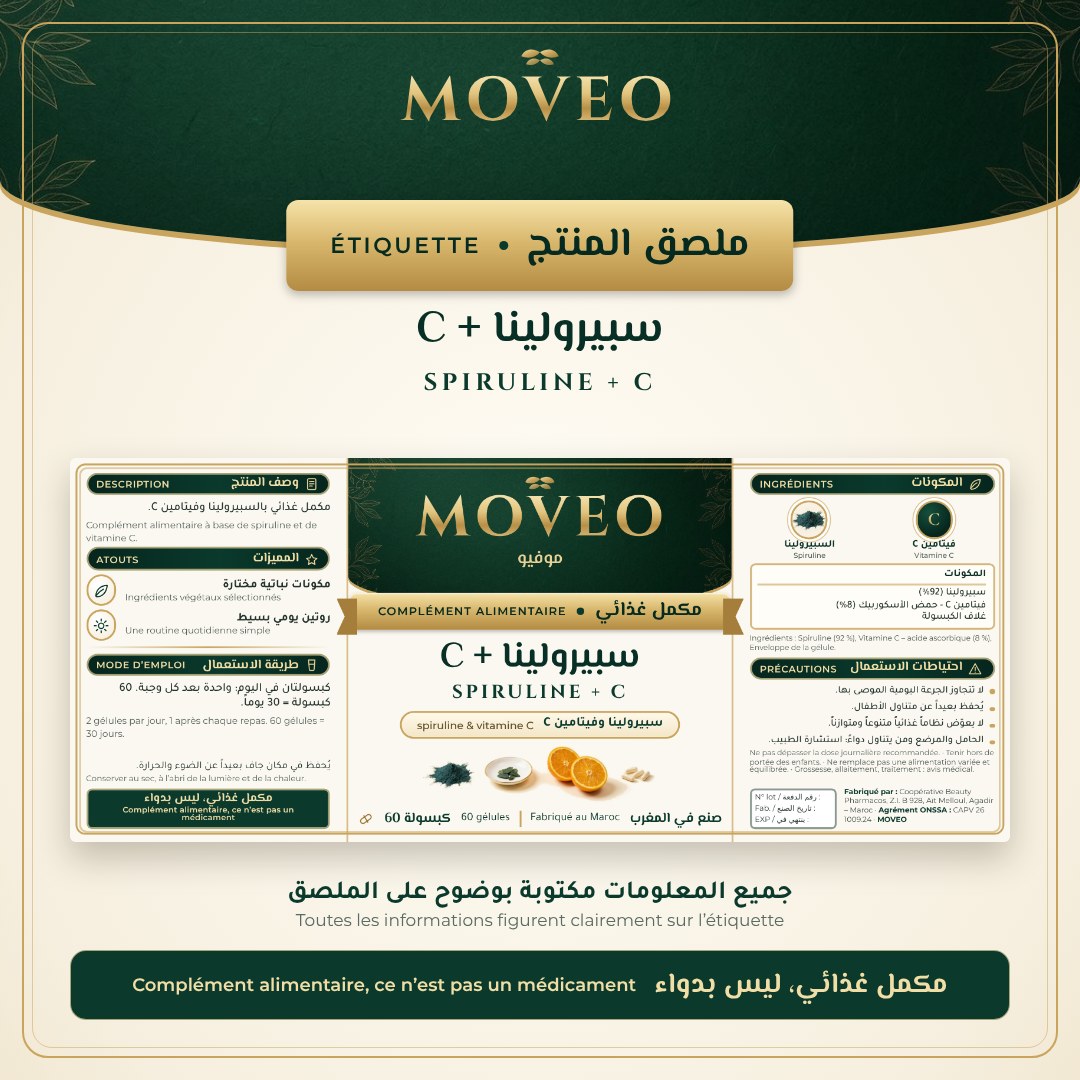 MOVEO
ÉTIQUETTE • ملصق المنتج
سبيرولينا + C
SPIRULINE + C
DESCRIPTION وصف المنتج
مكمل غذائي بالسبيرولينا وفيتامين C.
Complément alimentaire à base de spiruline et de
vitamine C.
ATOUTS المميزات
مكونات نباتية مختارة
Ingrédients végétaux sélectionnés
روتين يومي بسيط
Une routine quotidienne simple
MODE D'EMPLOI طريقة الاستعمال
كبسولتان في اليوم: واحدة بعد كل وجبة. 60
كبسولة = 30 يوماً.
2 gélules par jour, 1 après chaque repas. 60 gélules =
30 jours.
يُحفظ في مكان جاف بعيداً عن الضوء والحرارة.
Conserver au sec, à l'abri de la lumière et de la chaleur.
مكمل غذائي، ليس بدواء
Complément alimentaire, ce n'est pas un
médicament
MOVEO
موفيو
COMPLÉMENT ALIMENTAIRE • مكمل غذائي
سبيرولينا + C
SPIRULINE + C
spiruline & vitamine C سبيرولينا وفيتامين C
60 كبسولة 60 gélules | Fabriqué au Maroc صنع في المغرب
INGRÉDIENTS المكونات
C
السبيرولينا فيتامين C
Spiruline Vitamine C
المكونات
سبيرولينا (92%)
فيتامين C - حمض الأسكوربيك (8%)
غلاف الكبسولة
Ingrédients : Spiruline (92 %), Vitamine C – acide ascorbique (8 %),
Enveloppe de la gélule.
PRÉCAUTIONS احتياطات الاستعمال
لا تتجاوز الجرعة اليومية الموصى بها.
يُحفظ بعيداً عن متناول الأطفال.
لا يعوّض نظاماً غذائياً متنوعاً ومتوازناً.
الحامل والمرضع ومن يتناول دواءً: استشارة الطبيب.
Ne pas dépasser la dose journalière recommandée. · Tenir hors de
portée des enfants. · Ne remplace pas une alimentation variée et
équilibrée. · Grossesse, allaitement, traitement : avis médical.
N° lot / رقم الدفعة :
Fab. / تاريخ الصنع :
EXP / ينتهي في :
Fabriqué par : Coopérative Beauty
Pharmacos. Z.I. B 928, Ait Melloul, Agadir
– Maroc · Agrément ONSSA : CAPV 26
1009.24 · MOVEO
جميع المعلومات مكتوبة بوضوح على الملصق
Toutes les informations figurent clairement sur l'étiquette
Complément alimentaire, ce n'est pas un médicament مكمل غذائي، ليس بدواء